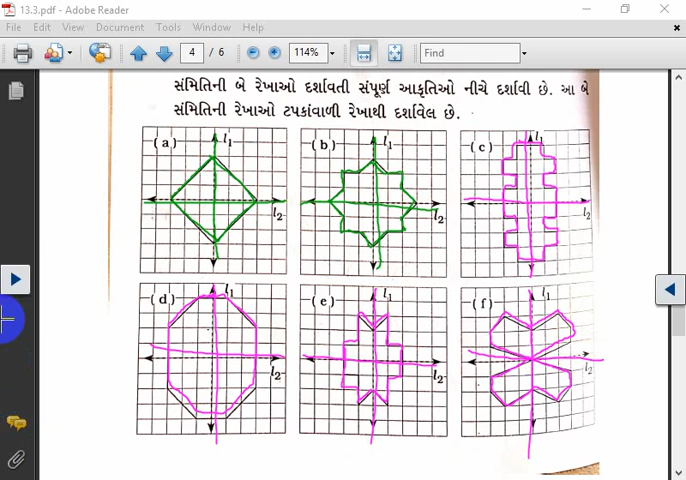 13.3.pdf - Adobe Reader
File Edit View Document Tools Window Help
4 / 6 114% Find
સંમિતિની બે રેખાઓ દર્શાવતી સંપૂર્ણ આકૃતિઓ નીચે દર્શાવી છે. આ બે
સંમિતિની રેખાઓ ટપકાંવાળી રેખાથી દર્શાવેલ છે.
(a) l₁ l₂
(b) l₁ l₂
(c) l₁ l₂
(d) l₁ l₂
(e) l₁ l₂
(f) l₁ l₂